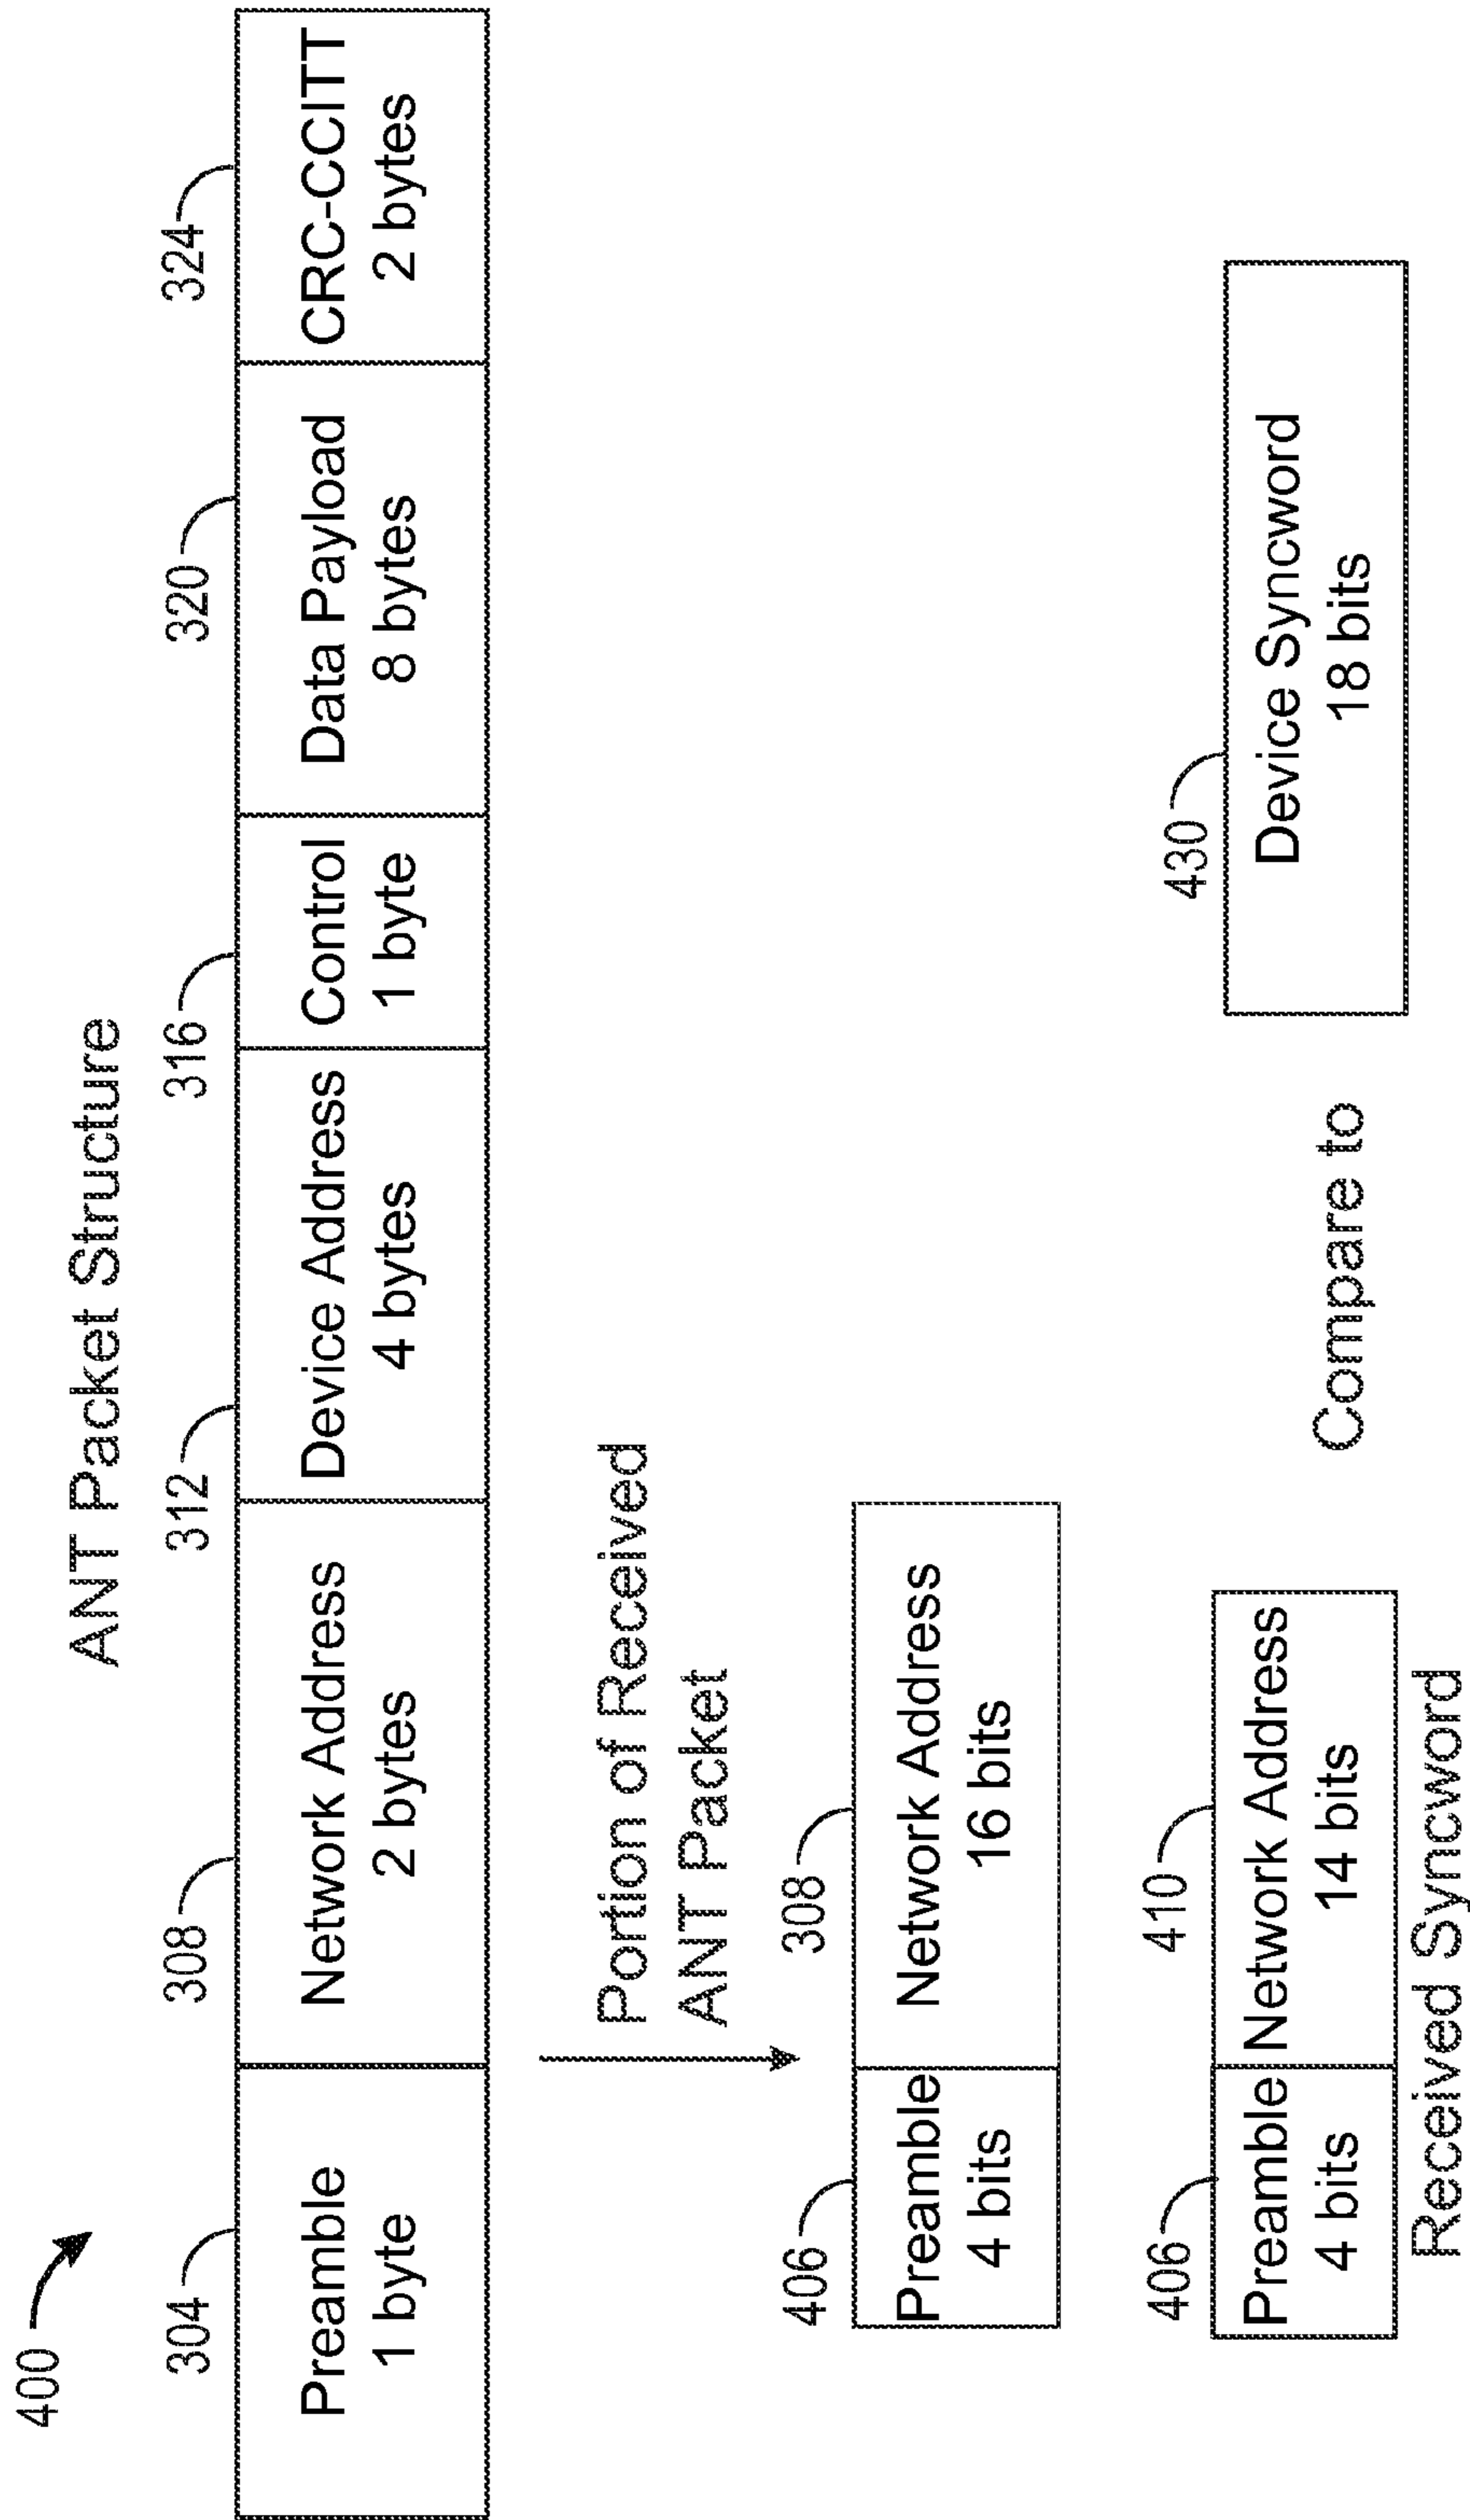 400
ANT Packet Structure
304
308
312
316
320
324
Preamble
1 byte
Network Address
2 bytes
Device Address
4 bytes
Control
1 byte
Data Payload
8 bytes
CRC-CCITT
2 bytes
Portion of Received
ANT Packet
406
308
Preamble
4 bits
Network Address
16 bits
406
410
430
Preamble
4 bits
Network Address
14 bits
Compare to
Device Syncword
18 bits
Received Syncword